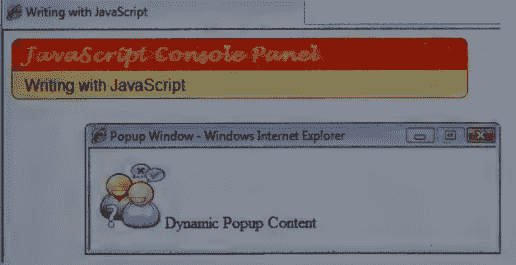 Writing with JavaScript
JavaScript Console Panel
Writing with JavaScript
Popup Window - Windows Internet Explorer
Dynamic Popup Content